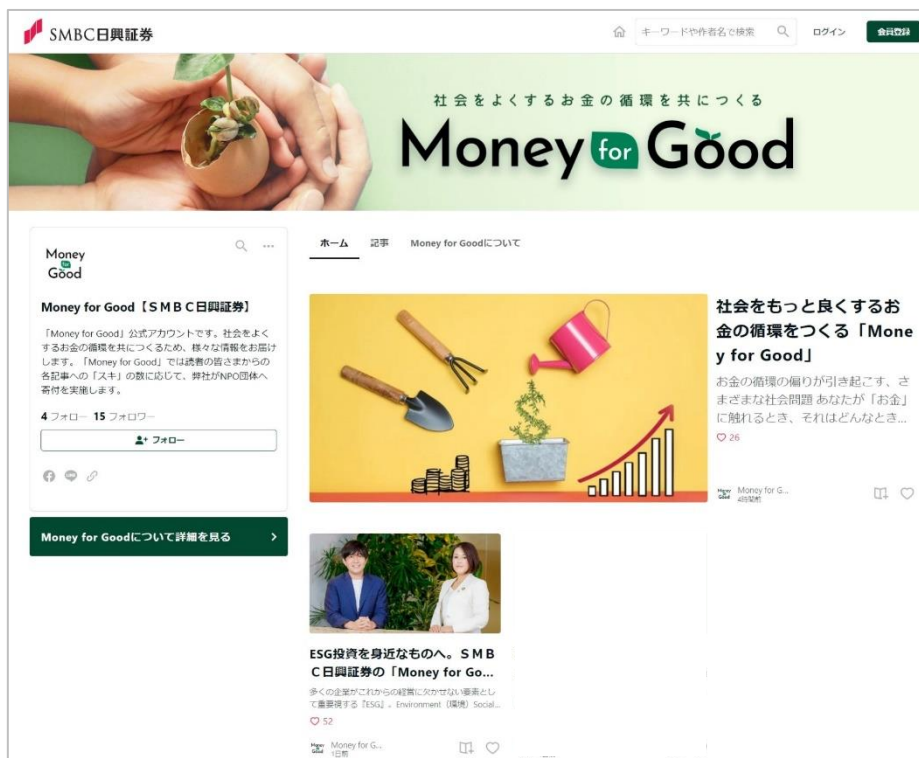 SMBC日興証券
キーワードや作者名で検索
ログイン
会員登録
社会をよくするお金の循環を共につくる
Money for Good
Money
for
Good
Money for Good【ＳＭＢＣ日興証券】
「Money for Good」公式アカウントです。社会をよく
するお金の循環を共につくるため、様々な情報をお届け
します。「Money for Good」では読者の皆さまからの
各記事への「スキ」の数に応じて、弊社がNPO団体へ
寄付を実施します。
4 フォロー 15 フォロワー
フォロー
LINE
Money for Goodについて詳細を見る
ホーム 記事 Money for Goodについて
社会をもっと良くするお
金の循環をつくる「Mone
y for Good」
お金の循環の偏りが引き起こす、さ
まざまな社会問題 あなたが「お金」
に触れるとき、それはどんなとき...
26
Money for G...
4時間前
ESG投資を身近なものへ。ＳＭＢ
Ｃ日興証券の「Money for Go...
多くの企業がこれからの経営に欠かせない要素とし
て重要視する『ESG』。Environment（環境）Social...
52
Money for G...
1日前